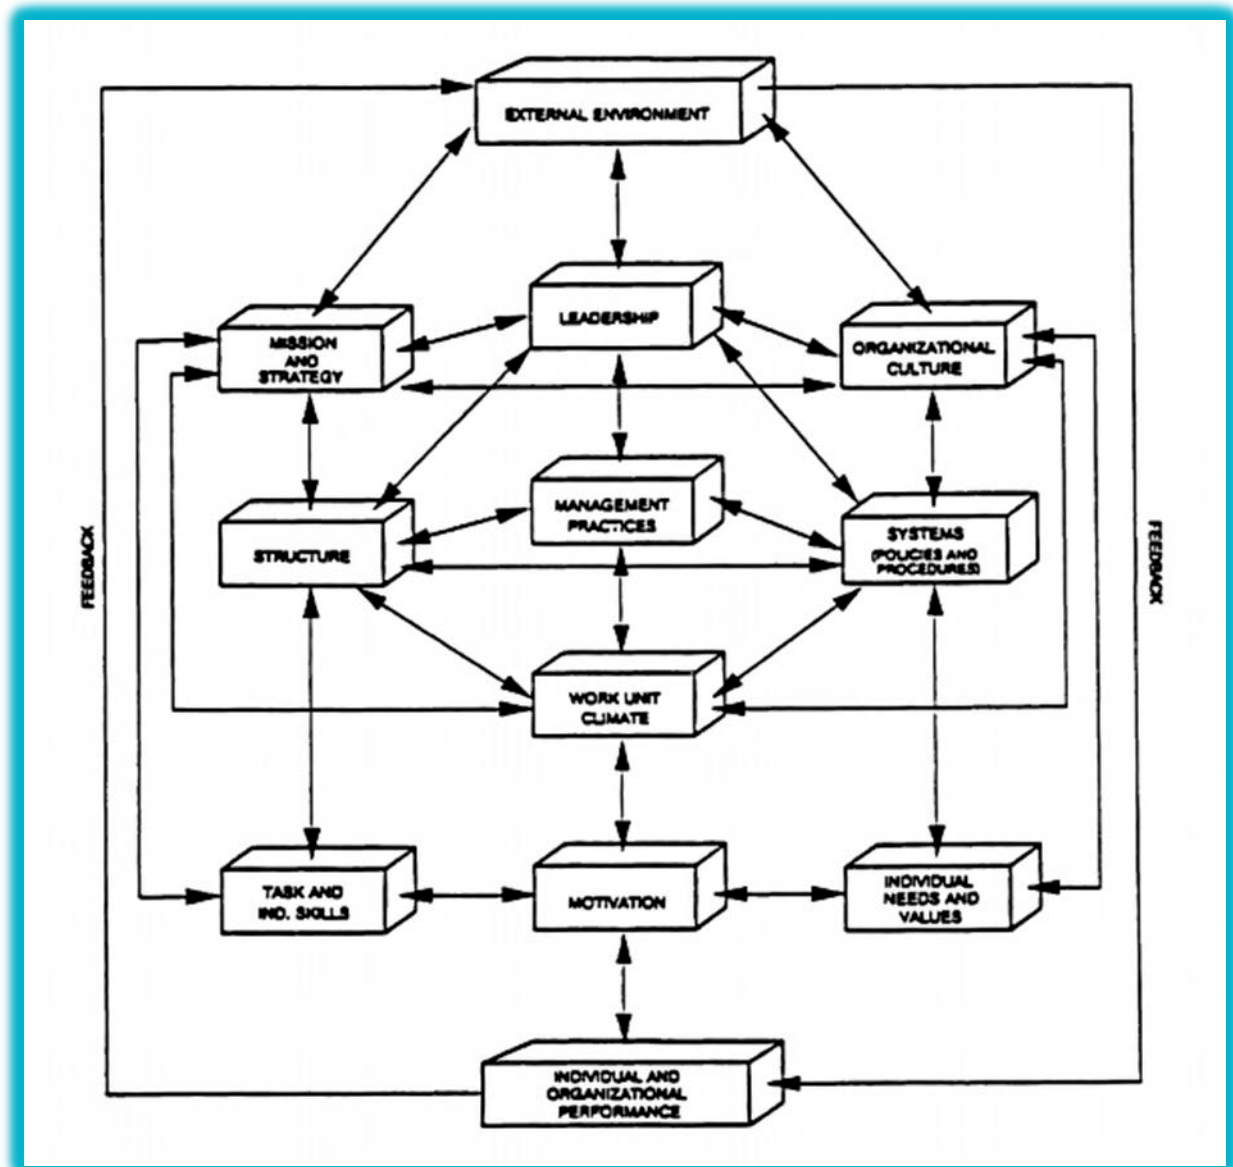 EXTERNAL ENVIRONMENT
LEADERSHIP
MISSION
AND
STRATEGY
ORGANIZATIONAL
CULTURE
MANAGEMENT
PRACTICES
STRUCTURE
SYSTEMS
(POLICIES AND
PROCEDURES)
FEEDBACK
FEEDBACK
WORK UNIT
CLIMATE
TASK AND
IND. SKILLS
MOTIVATION
INDIVIDUAL
NEEDS AND
VALUES
INDIVIDUAL AND
ORGANIZATIONAL
PERFORMANCE